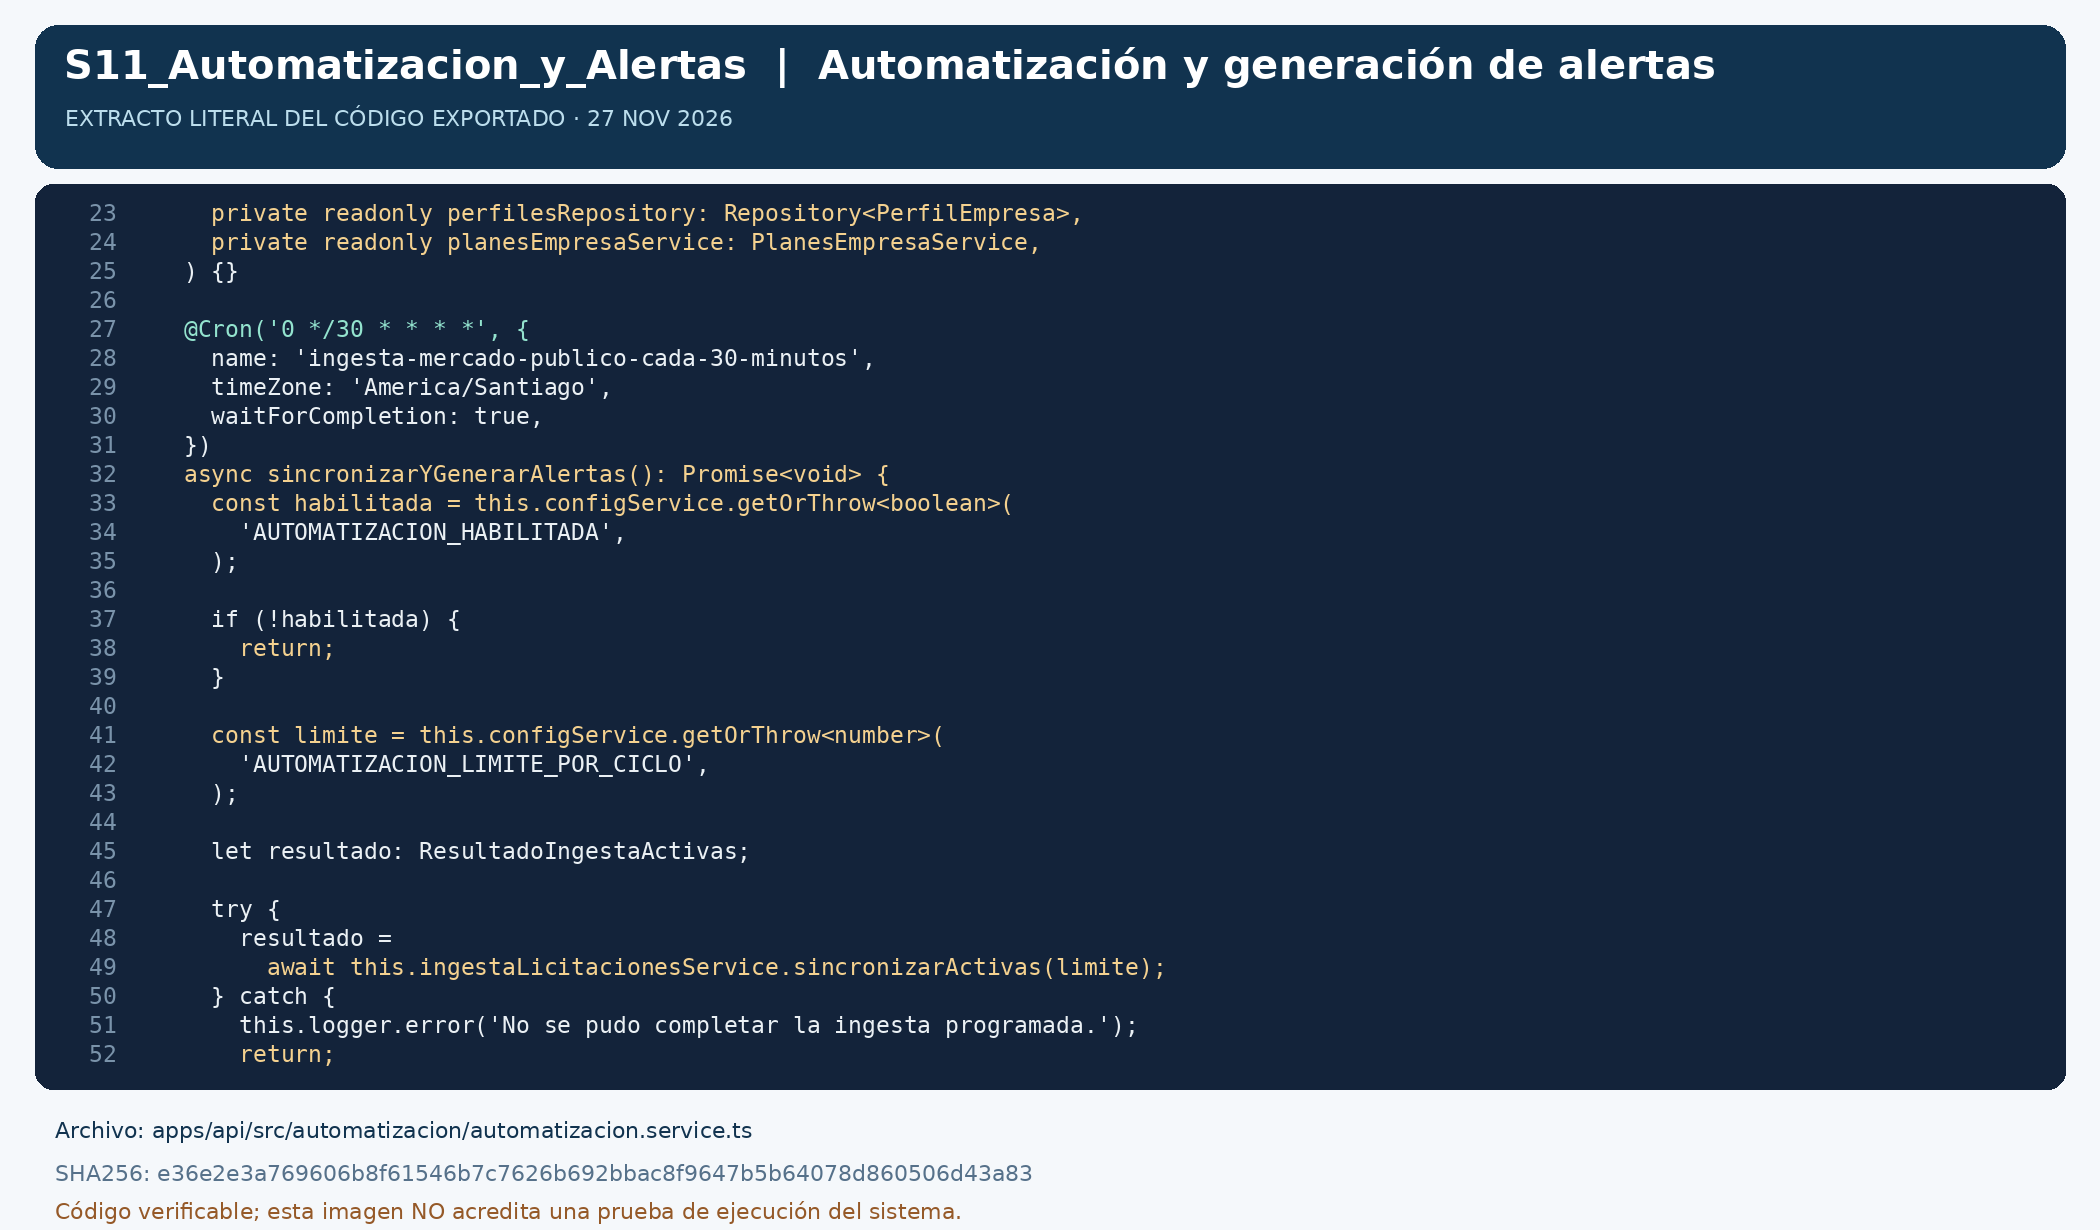 S11_Automatizacion_y_Alertas | Automatización y generación de alertas
EXTRACTO LITERAL DEL CÓDIGO EXPORTADO · 27 NOV 2026
23 private readonly perfilesRepository: Repository<PerfilEmpresa>,
24 private readonly planesEmpresaService: PlanesEmpresaService,
25 ) {}
26
27 @Cron('0 */30 * * * *', {
28 name: 'ingesta-mercado-publico-cada-30-minutos',
29 timeZone: 'America/Santiago',
30 waitForCompletion: true,
31 })
32 async sincronizarYGenerarAlertas(): Promise<void> {
33 const habilitada = this.configService.getOrThrow<boolean>(
34 'AUTOMATIZACION_HABILITADA',
35 );
36
37 if (!habilitada) {
38 return;
39 }
40
41 const limite = this.configService.getOrThrow<number>(
42 'AUTOMATIZACION_LIMITE_POR_CICLO',
43 );
44
45 let resultado: ResultadoIngestaActivas;
46
47 try {
48 resultado =
49 await this.ingestaLicitacionesService.sincronizarActivas(limite);
50 } catch {
51 this.logger.error('No se pudo completar la ingesta programada.');
52 return;
Archivo: apps/api/src/automatizacion/automatizacion.service.ts
SHA256: e36e2e3a769606b8f61546b7c7626b692bbac8f9647b5b64078d860506d43a83
Código verificable; esta imagen NO acredita una prueba de ejecución del sistema.